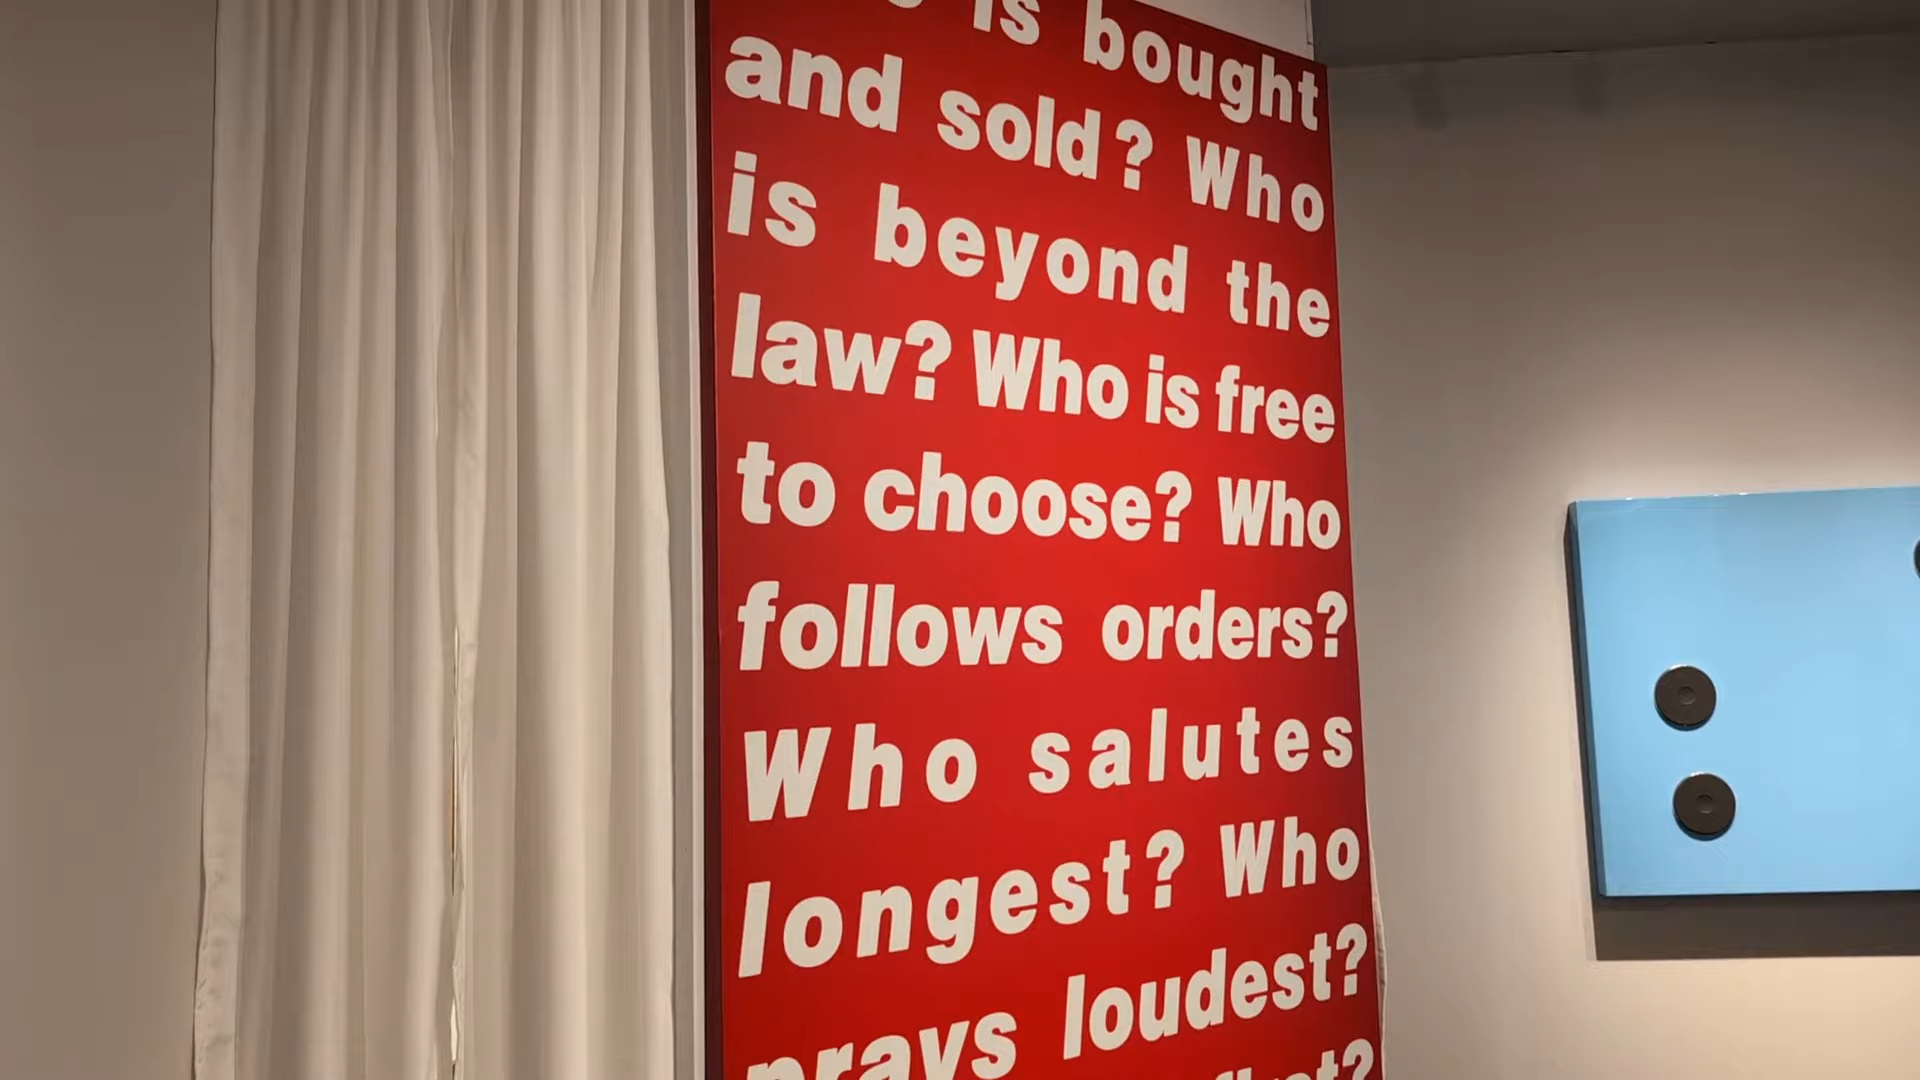 is bought
and sold? Who
is beyond the
law? Who is free
to choose? Who
follows orders?
Who salutes
longest? Who
prays loudest?